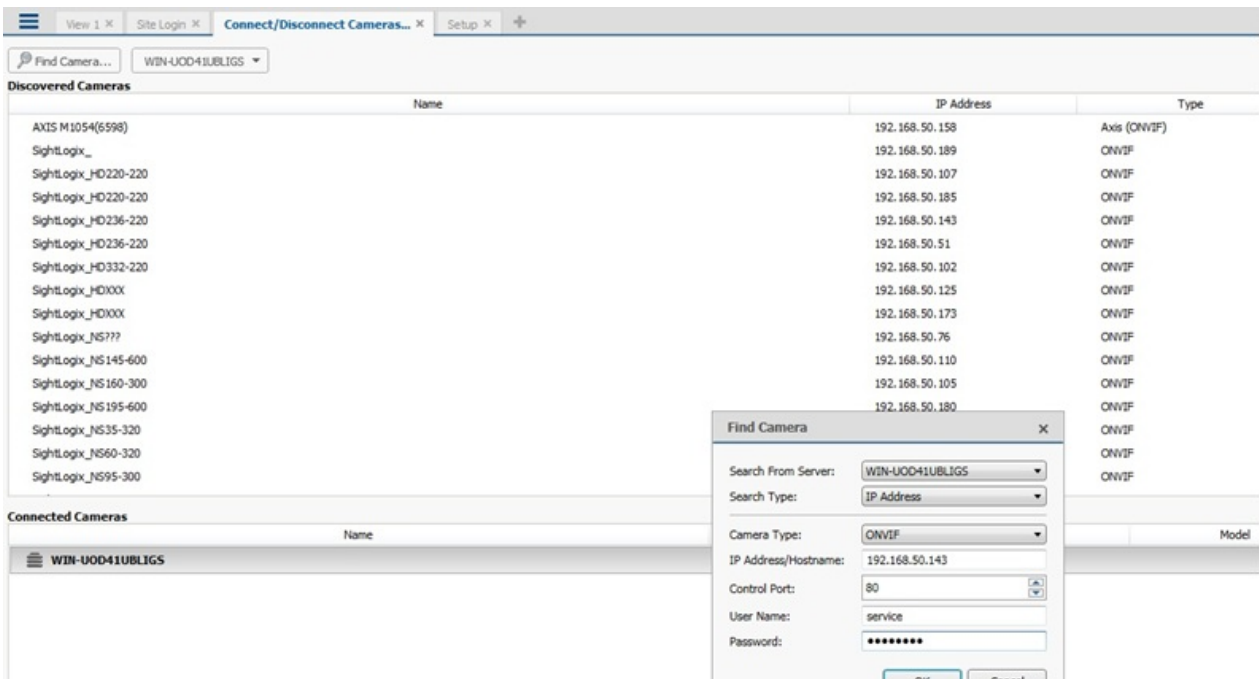 View 1 × Site Login × Connect/Disconnect Cameras... × Setup × +
Find Camera... WIN-UOD41UBLIGS
Discovered Cameras
Name IP Address Type
AXIS M1054(6598) 192.168.50.158 Axis (ONVIF)
SightLogix_ 192.168.50.189 ONVIF
SightLogix_HD220-220 192.168.50.107 ONVIF
SightLogix_HD220-220 192.168.50.185 ONVIF
SightLogix_HD236-220 192.168.50.143 ONVIF
SightLogix_HD236-220 192.168.50.51 ONVIF
SightLogix_HD332-220 192.168.50.102 ONVIF
SightLogix_HDXXX 192.168.50.125 ONVIF
SightLogix_HDXXX 192.168.50.173 ONVIF
SightLogix_NS??? 192.168.50.76 ONVIF
SightLogix_NS145-600 192.168.50.110 ONVIF
SightLogix_NS160-300 192.168.50.105 ONVIF
SightLogix_NS195-600 192.168.50.180 ONVIF
SightLogix_NS35-320 ONVIF
SightLogix_NS60-320 ONVIF
SightLogix_NS95-300 ONVIF
Connected Cameras
Name Model
WIN-UOD41UBLIGS
Find Camera ×
Search From Server: WIN-UOD41UBLIGS
Search Type: IP Address
Camera Type: ONVIF
IP Address/Hostname: 192.168.50.143
Control Port: 80
User Name: service
Password: ••••••••